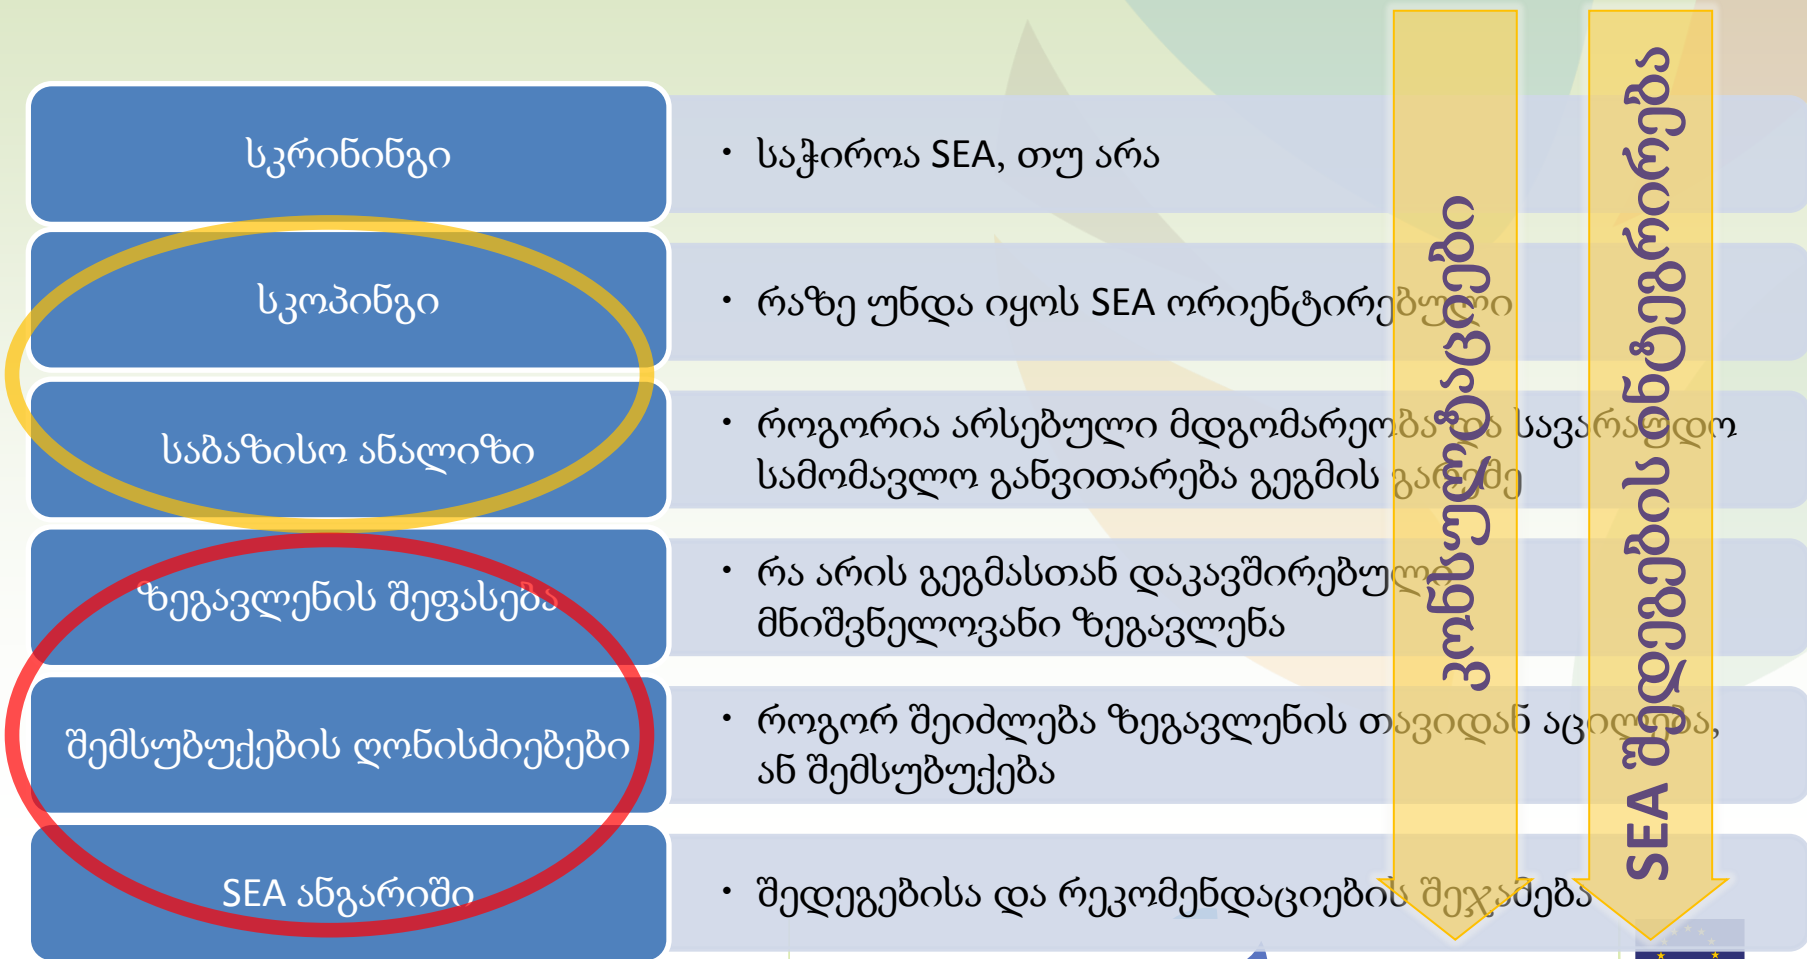 სკრინინგი
• საჭიროა SEA, თუ არა
სკოპინგი
• რაზე უნდა იყოს SEA ორიენტირებული
საბაზისო ანალიზი
• როგორია არსებული მდგომარეობა და სავარაუდო
სამომავლო განვითარება გეგმის გარეშე
ზეგავლენის შეფასება
• რა არის გეგმასთან დაკავშირებული
მნიშვნელოვანი ზეგავლენა
შემსუბუქების ღონისძიებები
• როგორ შეიძლება ზეგავლენის თავიდან აცილება,
ან შემსუბუქება
SEA ანგარიში
• შედეგებისა და რეკომენდაციების შეჯამება
კონსულტაციები
SEA შედეგების ინტეგრირება